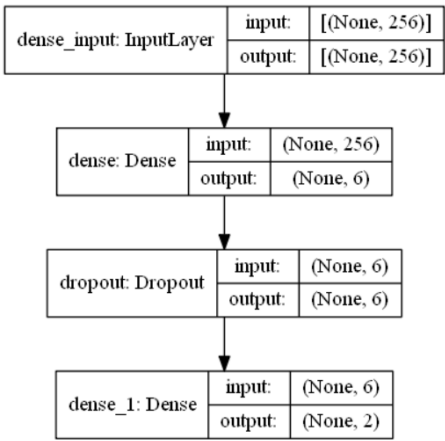 dense_input: InputLayer
input: [(None, 256)]
output: [(None, 256)]
dense: Dense
input: (None, 256)
output: (None, 6)
dropout: Dropout
input: (None, 6)
output: (None, 6)
dense_1: Dense
input: (None, 6)
output: (None, 2)